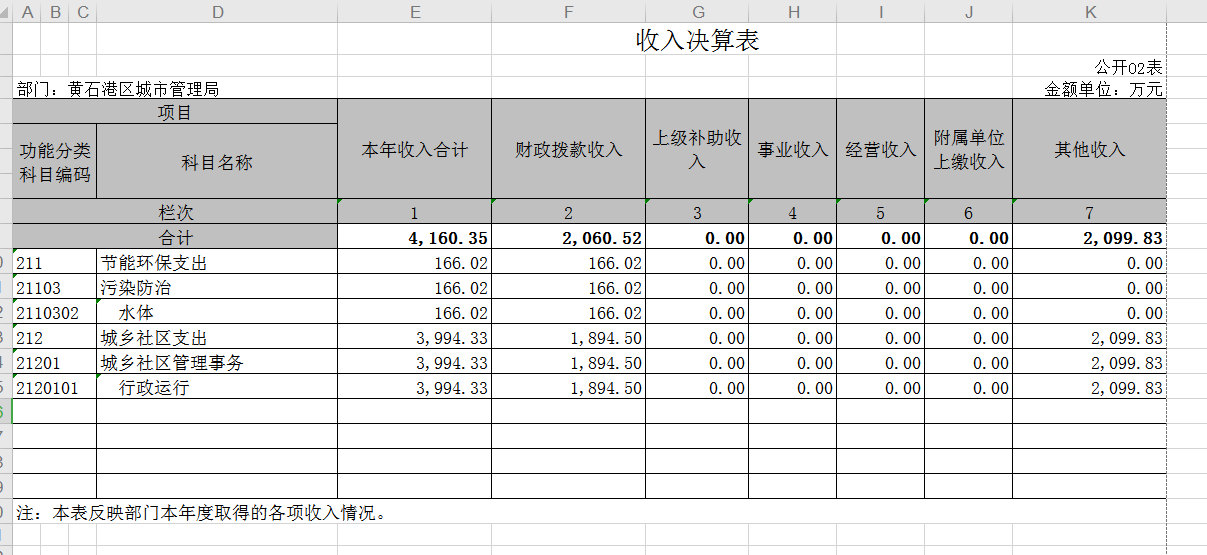 A B C D E F G H I J K
收入决算表
公开02表
部门：黄石港区城市管理局 金额单位：万元
项目 本年收入合计 财政拨款收入 上级补助收入 事业收入 经营收入 附属单位上缴收入 其他收入
功能分类科目编码 科目名称
栏次 1 2 3 4 5 6 7
合计 4,160.35 2,060.52 0.00 0.00 0.00 0.00 2,099.83
211 节能环保支出 166.02 166.02 0.00 0.00 0.00 0.00 0.00
21103 污染防治 166.02 166.02 0.00 0.00 0.00 0.00 0.00
2110302 水体 166.02 166.02 0.00 0.00 0.00 0.00 0.00
212 城乡社区支出 3,994.33 1,894.50 0.00 0.00 0.00 0.00 2,099.83
21201 城乡社区管理事务 3,994.33 1,894.50 0.00 0.00 0.00 0.00 2,099.83
2120101 行政运行 3,994.33 1,894.50 0.00 0.00 0.00 0.00 2,099.83
注：本表反映部门本年度取得的各项收入情况。